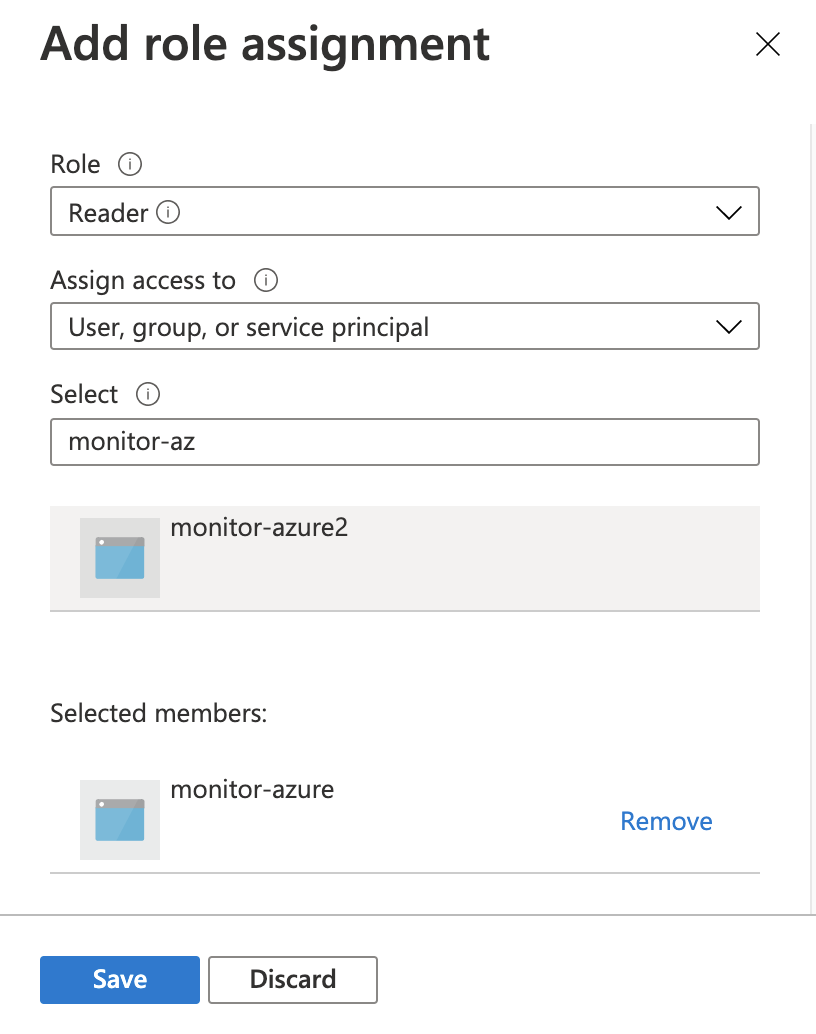 Add role assignment
Role
Reader
Assign access to
User, group, or service principal
Select
monitor-az
monitor-azure2
Selected members:
monitor-azure
Remove
Save
Discard